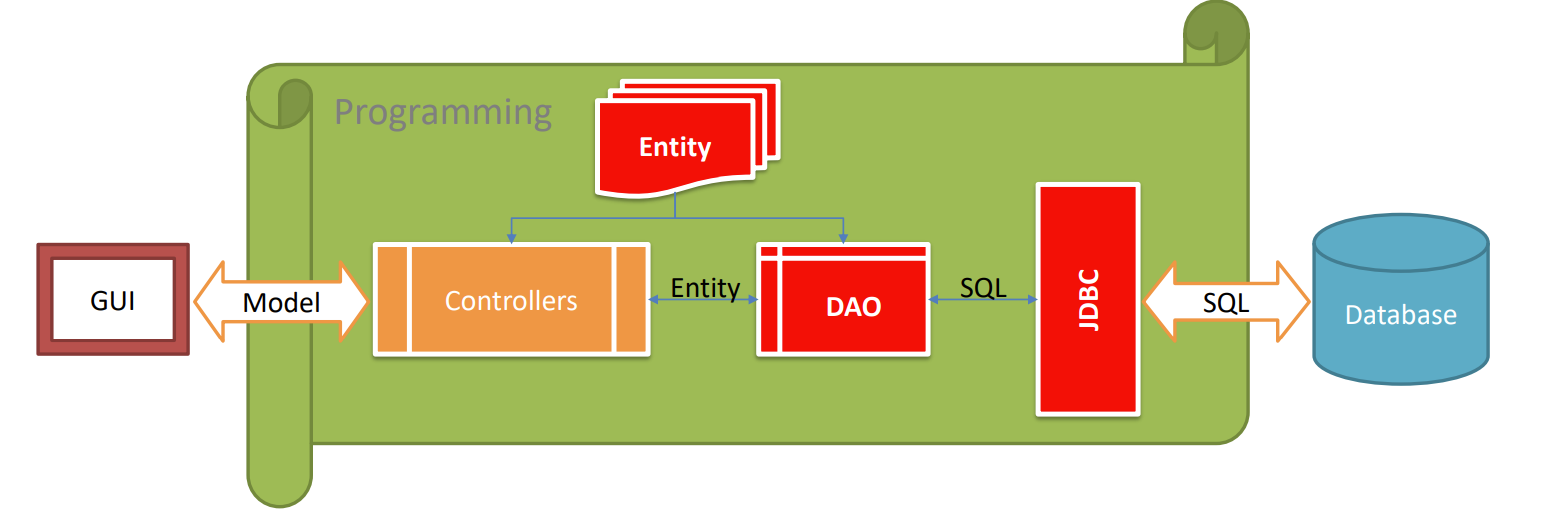 Programming
Entity
GUI
Model
Controllers
Entity
DAO
SQL
JDBC
SQL
Database